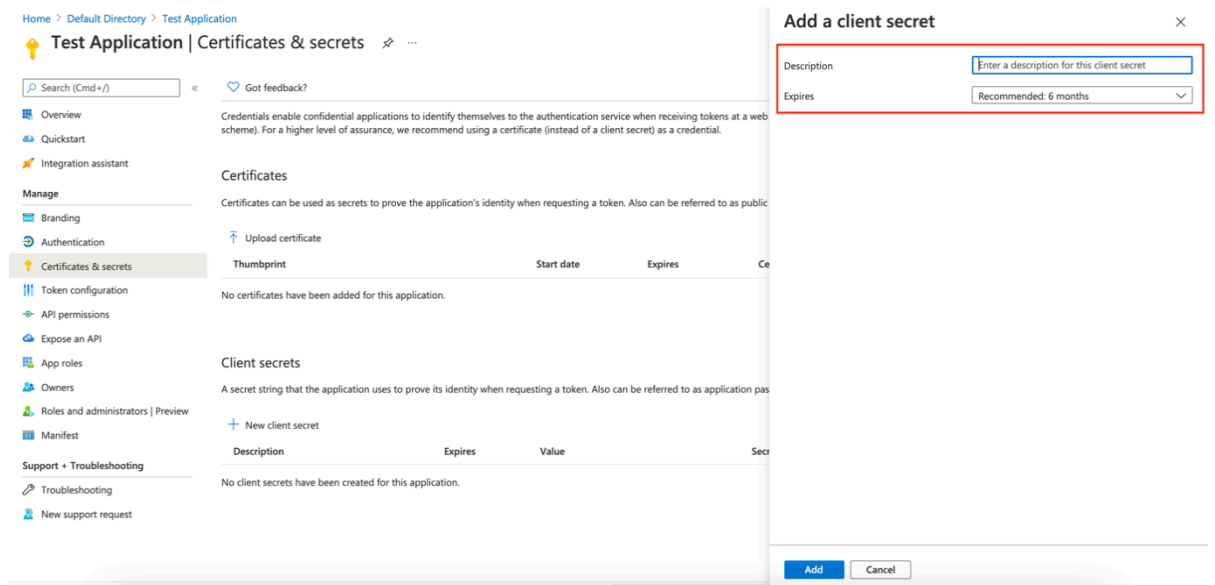 Home > Default Directory > Test Application
Test Application | Certificates & secrets
Search (Cmd+/)
Overview
Quickstart
Integration assistant
Manage
Branding
Authentication
Certificates & secrets
Token configuration
API permissions
Expose an API
App roles
Owners
Roles and administrators | Preview
Manifest
Support + Troubleshooting
Troubleshooting
New support request
Got feedback?
Credentials enable confidential applications to identify themselves to the authentication service when receiving tokens at a web
scheme). For a higher level of assurance, we recommend using a certificate (instead of a client secret) as a credential.
Certificates
Certificates can be used as secrets to prove the application's identity when requesting a token. Also can be referred to as public
Upload certificate
Thumbprint Start date Expires Ce
No certificates have been added for this application.
Client secrets
A secret string that the application uses to prove its identity when requesting a token. Also can be referred to as application pas
New client secret
Description Expires Value Secr
No client secrets have been created for this application.
Add a client secret
Description Enter a description for this client secret
Expires Recommended: 6 months
Add Cancel